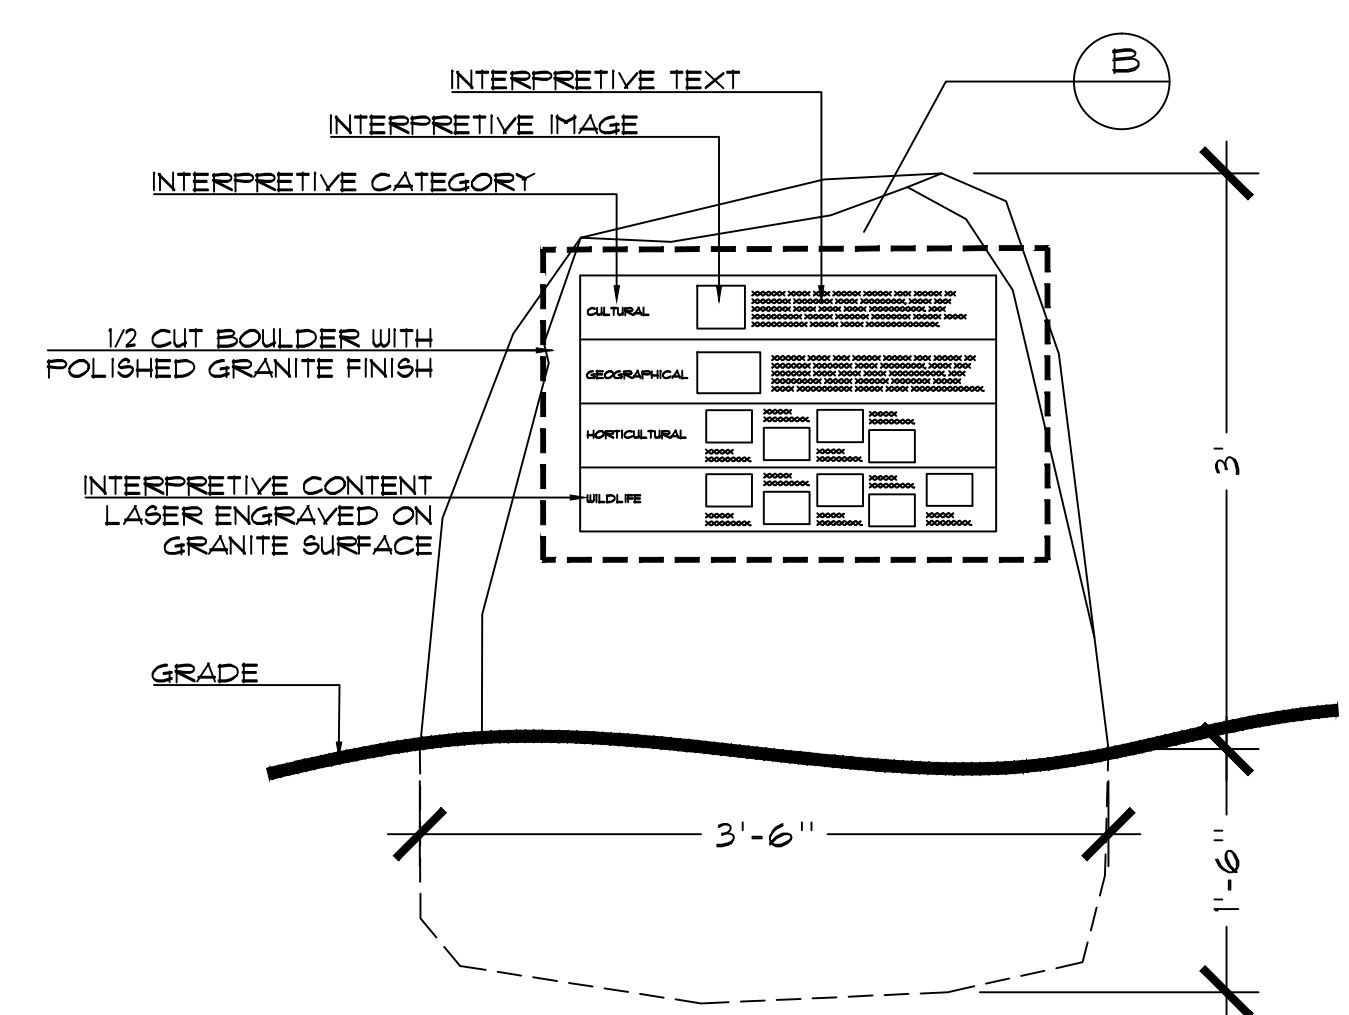 B
INTERPRETIVE TEXT
INTERPRETIVE IMAGE
INTERPRETIVE CATEGORY
1/2 CUT BOULDER WITH
POLISHED GRANITE FINISH
INTERPRETIVE CONTENT
LASER ENGRAVED ON
GRANITE SURFACE
GRADE
CULTURAL
GEOGRAPHICAL
HORTICULTURAL
WILDLIFE
3'
3'-6"
1'-6"